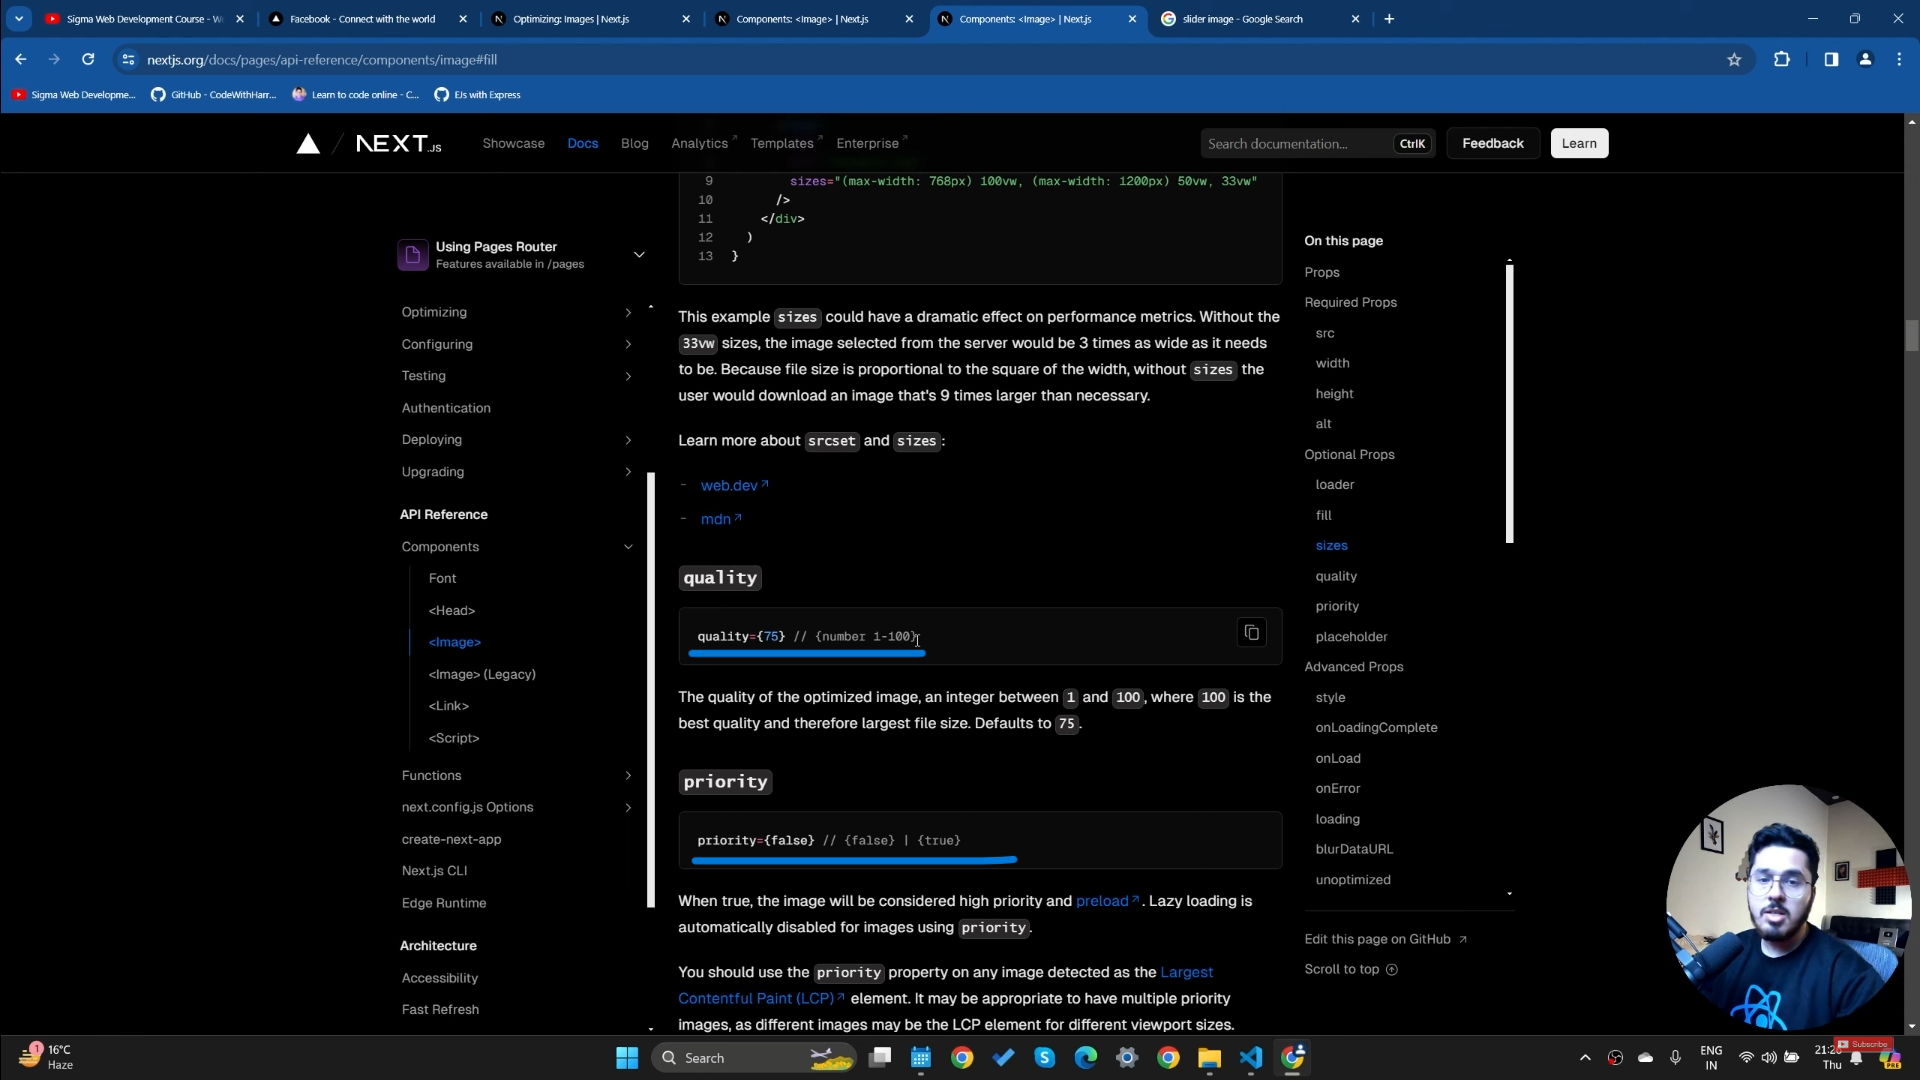 Sigma Web Development Course - W
Facebook - Connect with the world
Optimizing: Images | Next.js
Components: <Image> | Next.js
Components: <Image> | Next.js
slider image - Google Search
nextjs.org/docs/pages/api-reference/components/image#fill
Sigma Web Developme...
GitHub - CodeWithHarr...
Learn to code online - C...
EJs with Express
NEXT.JS
Showcase
Docs
Blog
Analytics
Templates
Enterprise
Search documentation...
CtrlK
Feedback
Learn
Using Pages Router
Features available in /pages
Optimizing
Configuring
Testing
Authentication
Deploying
Upgrading
API Reference
Components
Font
<Head>
<Image>
<Image> (Legacy)
<Link>
<Script>
Functions
next.config.js Options
create-next-app
Next.js CLI
Edge Runtime
Architecture
Accessibility
Fast Refresh
9 sizes="(max-width: 768px) 100vw, (max-width: 1200px) 50vw, 33vw"
10 />
11 </div>
12 )
13 }
This example sizes could have a dramatic effect on performance metrics. Without the
33vw sizes, the image selected from the server would be 3 times as wide as it needs
to be. Because file size is proportional to the square of the width, without sizes the
user would download an image that's 9 times larger than necessary.
Learn more about srcset and sizes:
- web.dev
- mdn
quality
quality={75} // {number 1-100}
The quality of the optimized image, an integer between 1 and 100, where 100 is the
best quality and therefore largest file size. Defaults to 75.
priority
priority={false} // {false} | {true}
When true, the image will be considered high priority and preload. Lazy loading is
automatically disabled for images using priority.
You should use the priority property on any image detected as the Largest
Contentful Paint (LCP) element. It may be appropriate to have multiple priority
images, as different images may be the LCP element for different viewport sizes.
On this page
Props
Required Props
src
width
height
alt
Optional Props
loader
fill
sizes
quality
priority
placeholder
Advanced Props
style
onLoadingComplete
onLoad
onError
loading
blurDataURL
unoptimized
Edit this page on GitHub
Scroll to top
1
16°C
Haze
Search
ENG
IN
Thu
Subscribe
PRE